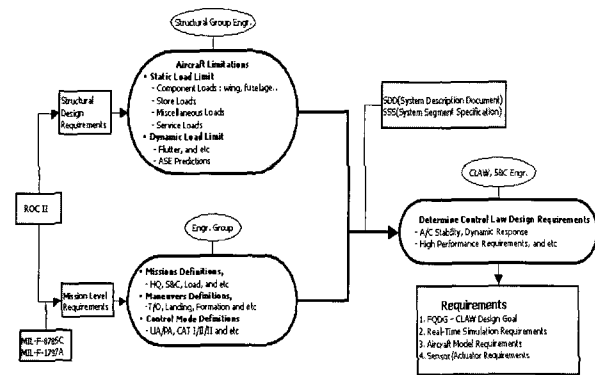 Structural Group Engr.
Aircraft Limitations
• Static Load Limit
- Component Loads : wing, fuselage..
- Store Loads
- Miscellaneous Loads
- Service Loads
• Dynamic Load Limit
- Flutter, and etc
- ASE Predictions
Structural
Design
Requirements
SDD(System Description Document)
SSS(System Segment Specification)
ROC II
CLAW, S&C Engr.
Determine Control Law Design Requirements
- A/C Stability, Dynamic Response
- High Performance Requirements, and etc
Engr. Group
• Missions Definitions,
- HQ, S&C, Load, and etc
• Maneuvers Definitions,
- T/O, Landing, Formation and etc
• Control Mode Definitions
- UA/PA, CAT I/II/III and etc
Mission Level
Requirements
MIL-F-8785C
MIL-F-1797A
Requirements
1. FQDG - CLAW Design Goal
2. Real-Time Simulation Requirements
3. Aircraft Model Requirements
4. Sensor/Actuator Requirements